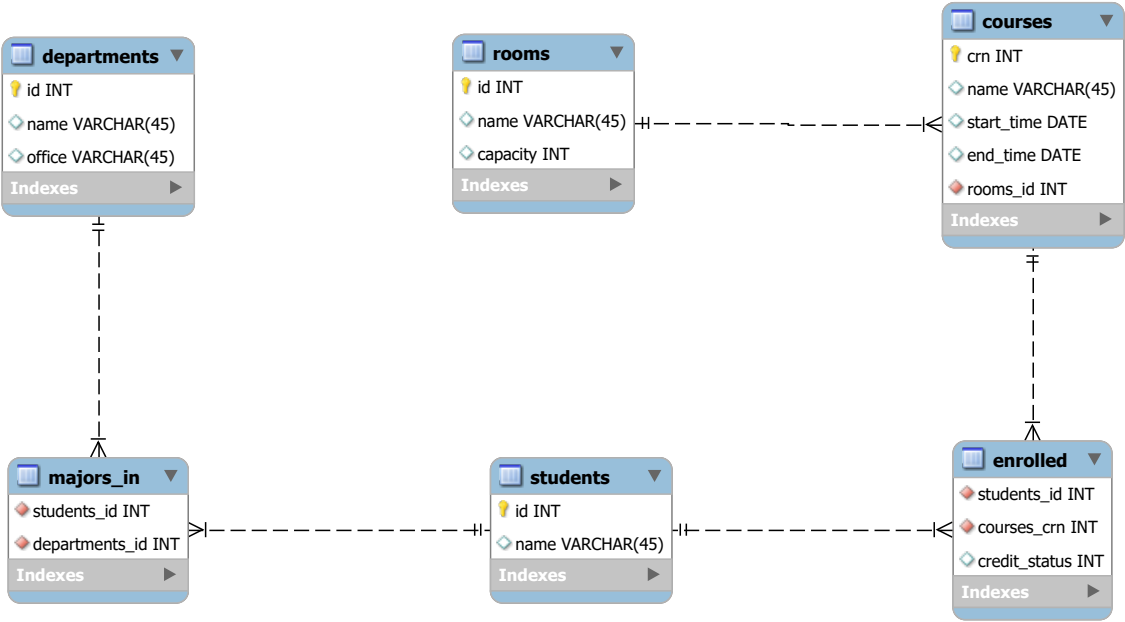 departments
id INT
name VARCHAR(45)
office VARCHAR(45)
Indexes
rooms
id INT
name VARCHAR(45)
capacity INT
Indexes
courses
crn INT
name VARCHAR(45)
start_time DATE
end_time DATE
rooms_id INT
Indexes
majors_in
students_id INT
departments_id INT
Indexes
students
id INT
name VARCHAR(45)
Indexes
enrolled
students_id INT
courses_crn INT
credit_status INT
Indexes